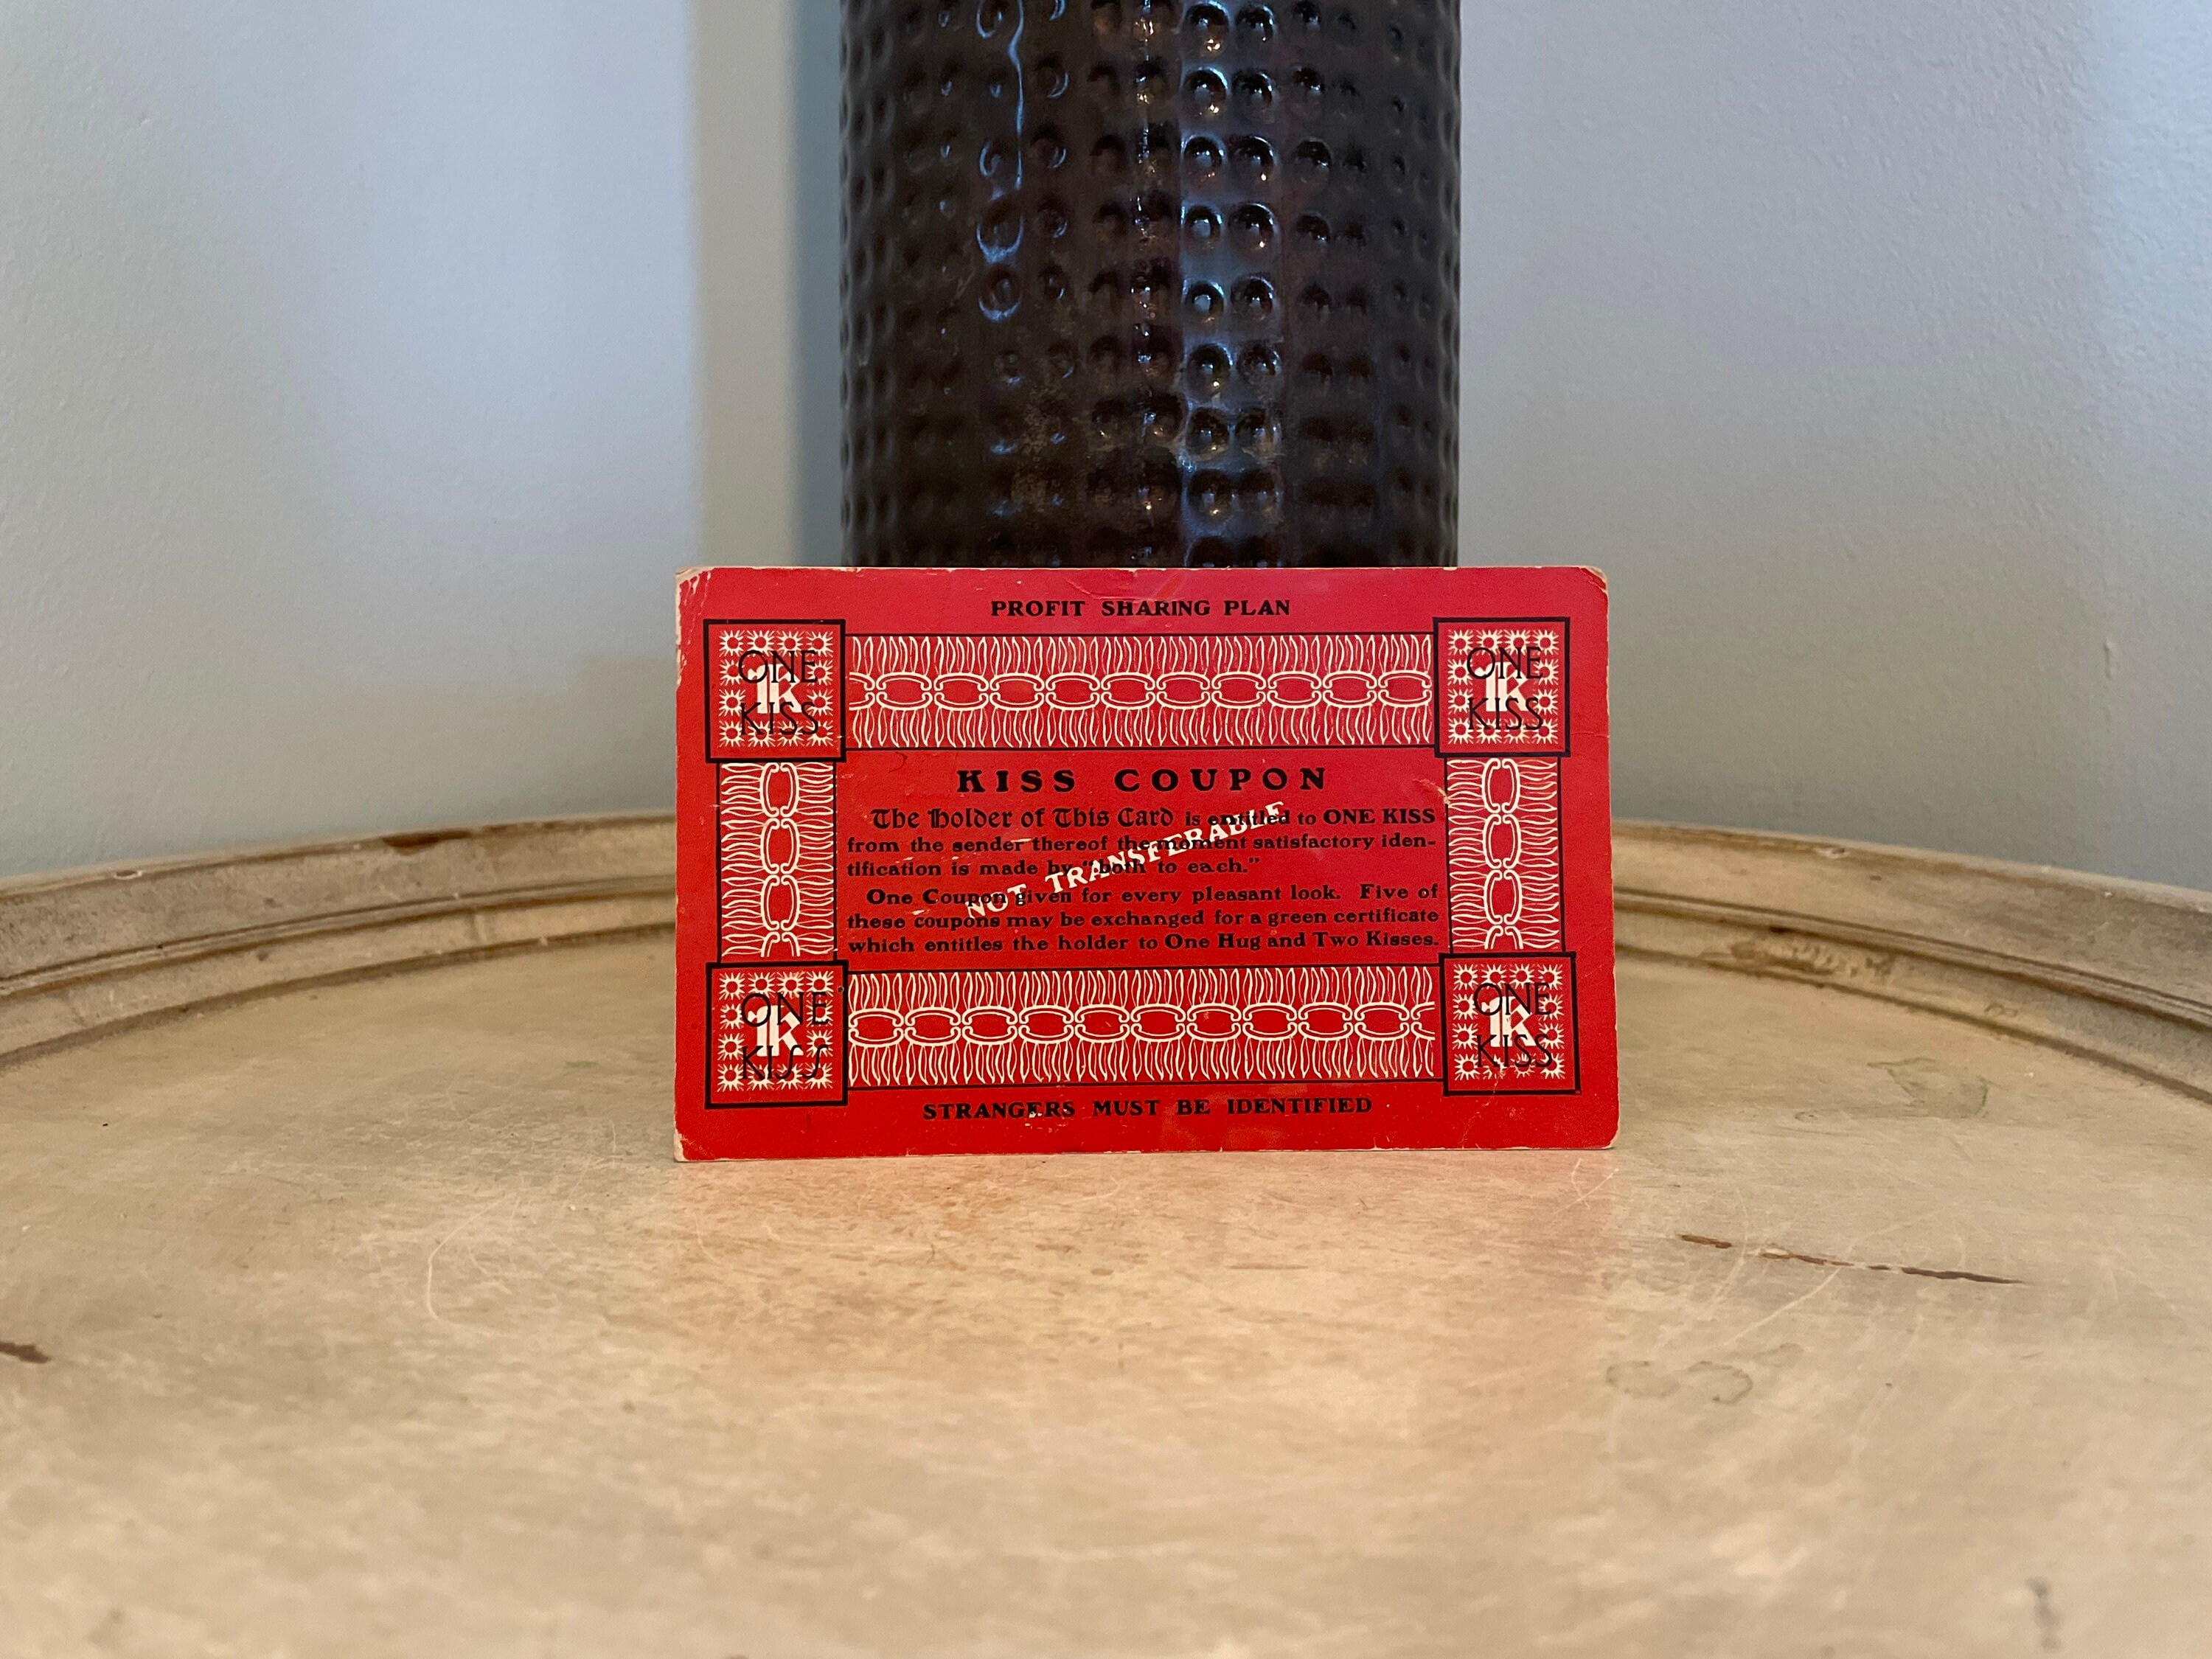 PROFIT SHARING PLAN
ONE
k
KISS
ONE
k
KISS
KISS COUPON
The Holder of This Card is entitled to ONE KISS
from the sender thereof the moment satisfactory iden-
tification is made by "both to each."
NOT TRANSFERABLE
One Coupon given for every pleasant look. Five of
these coupons may be exchanged for a green certificate
which entitles the holder to One Hug and Two Kisses.
ONE
k
KISS
ONE
k
KISS
STRANGERS MUST BE IDENTIFIED